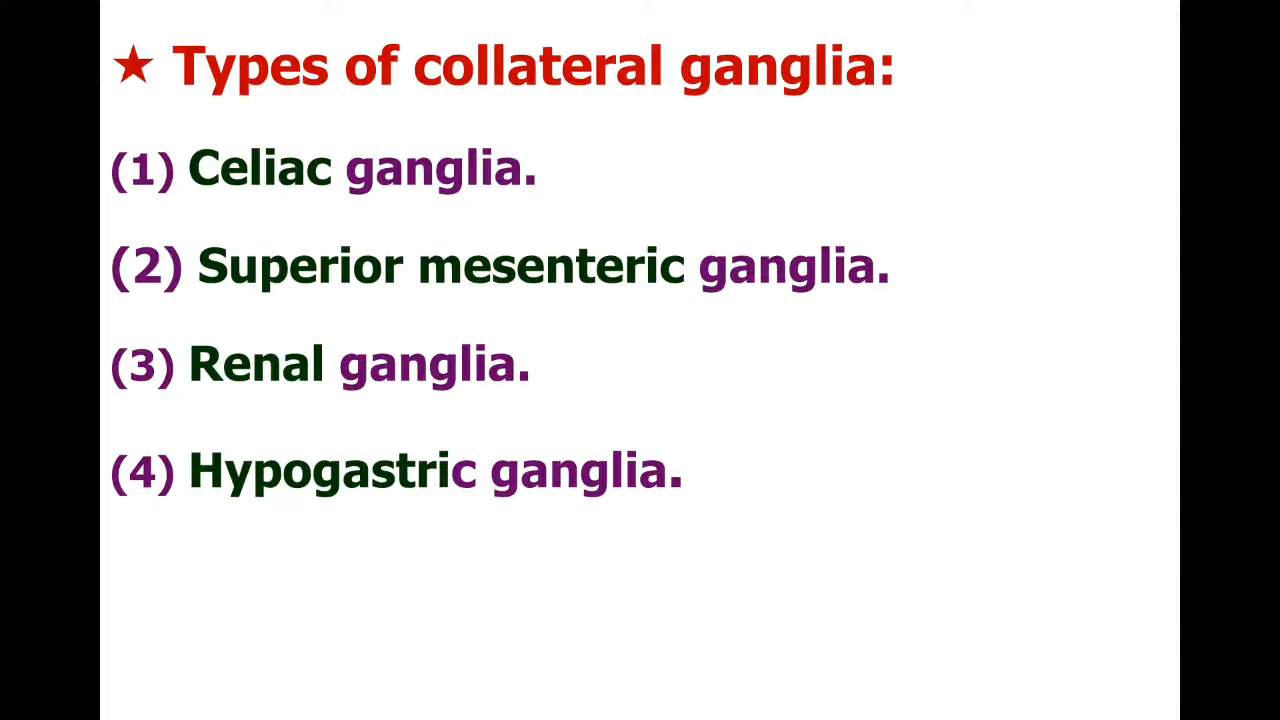 ★ Types of collateral ganglia:
(1) Celiac ganglia.
(2) Superior mesenteric ganglia.
(3) Renal ganglia.
(4) Hypogastric ganglia.